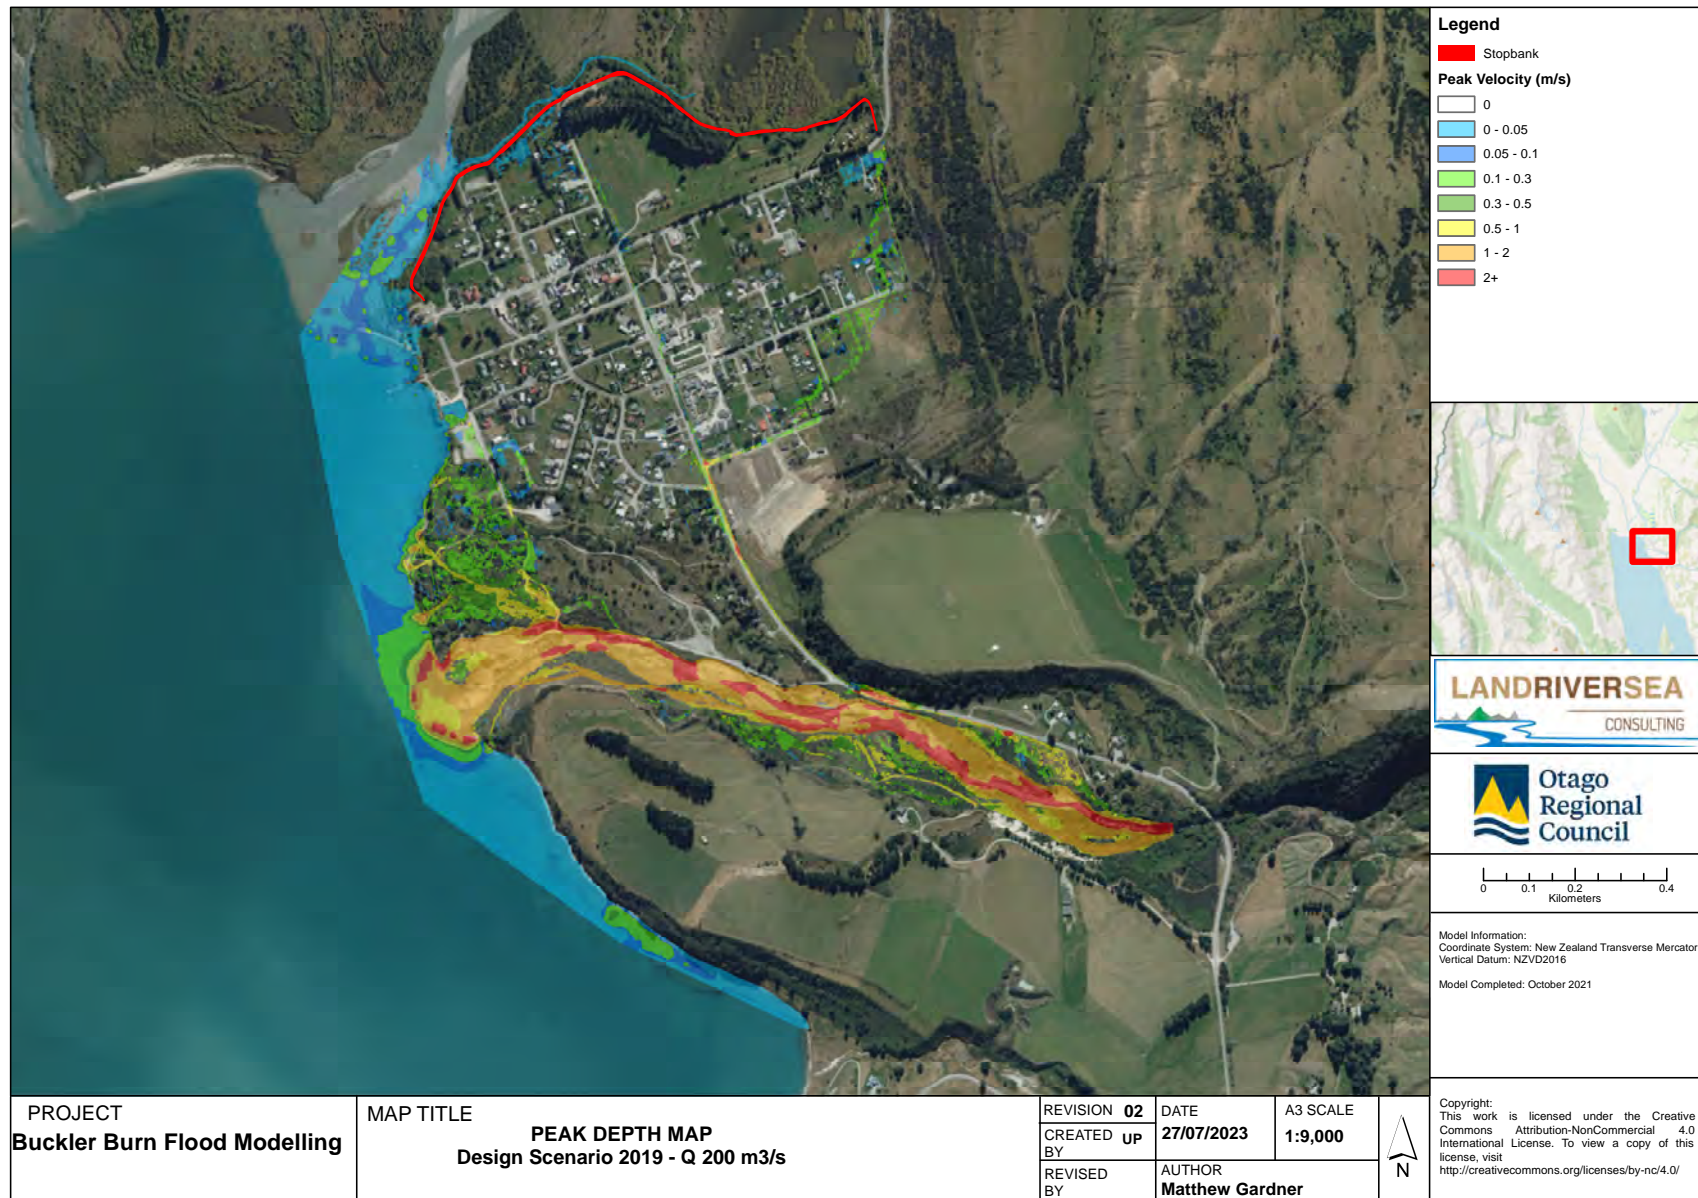 Legend
Stopbank
Peak Velocity (m/s)
0
0 - 0.05
0.05 - 0.1
0.1 - 0.3
0.3 - 0.5
0.5 - 1
1 - 2
2+
LANDRIVERSEA
CONSULTING
Otago
Regional
Council
0 0.1 0.2 0.4
Kilometers
Model Information:
Coordinate System: New Zealand Transverse Mercator
Vertical Datum: NZVD2016
Model Completed: October 2021
Copyright:
This work is licensed under the Creative
Commons Attribution-NonCommercial 4.0
International License. To view a copy of this
license, visit
http://creativecommons.org/licenses/by-nc/4.0/
PROJECT
Buckler Burn Flood Modelling
MAP TITLE
PEAK DEPTH MAP
Design Scenario 2019 - Q 200 m3/s
REVISION 02
CREATED BY UP
REVISED BY
DATE
27/07/2023
A3 SCALE
1:9,000
AUTHOR
Matthew Gardner
N